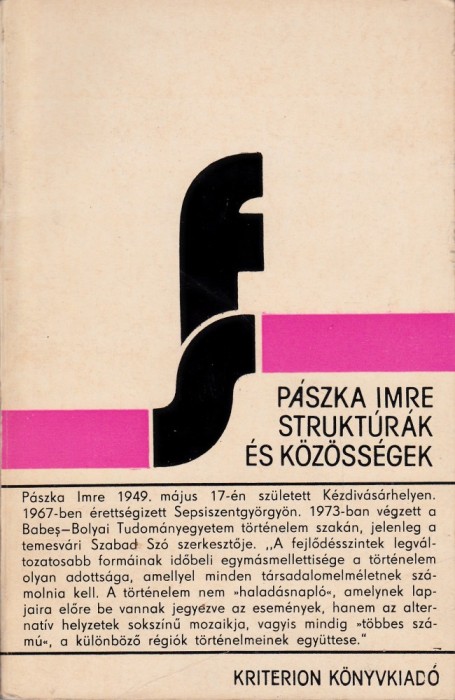 fs
PÁSZKA IMRE
STRUKTÚRÁK
ÉS KÖZÖSSÉGEK
Pászka Imre 1949. május 17-én született Kézdivásárhelyen.
1967-ben érettségizett Sepsiszentgyörgyön. 1973-ban végzett a
Babeș—Bolyai Tudományegyetem történelem szakán, jelenleg a
temesvári Szabad Szó szerkesztője. „A fejlődésszintek legvál-
tozatosabb formáinak időbeli egymásmellettisége a történelem
olyan adottsága, amellyel minden társadalomelméletnek szá-
molnia kell. A történelem nem »haladásnapló«, amelynek lap-
jaira előre be vannak jegyezve az események, hanem az alter-
natív helyzetek sokszínű mozaikja, vagyis mindig »többes szá-
mú«, a különböző régiók történelmeinek együttese."
KRITERION KÖNYVKIADÓ